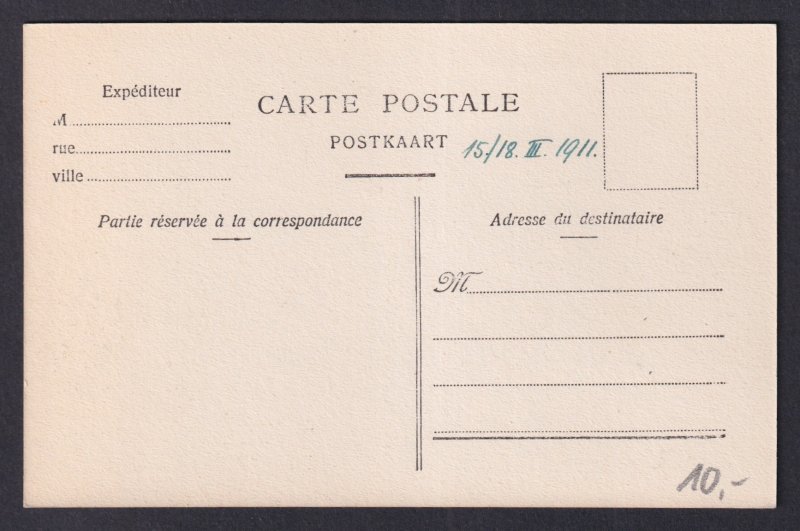 Expéditeur
M
rue
ville
CARTE POSTALE
POSTKAART
15./18. III. 1911.
Partie réservée à la correspondance
Adresse du destinataire
M
10,-